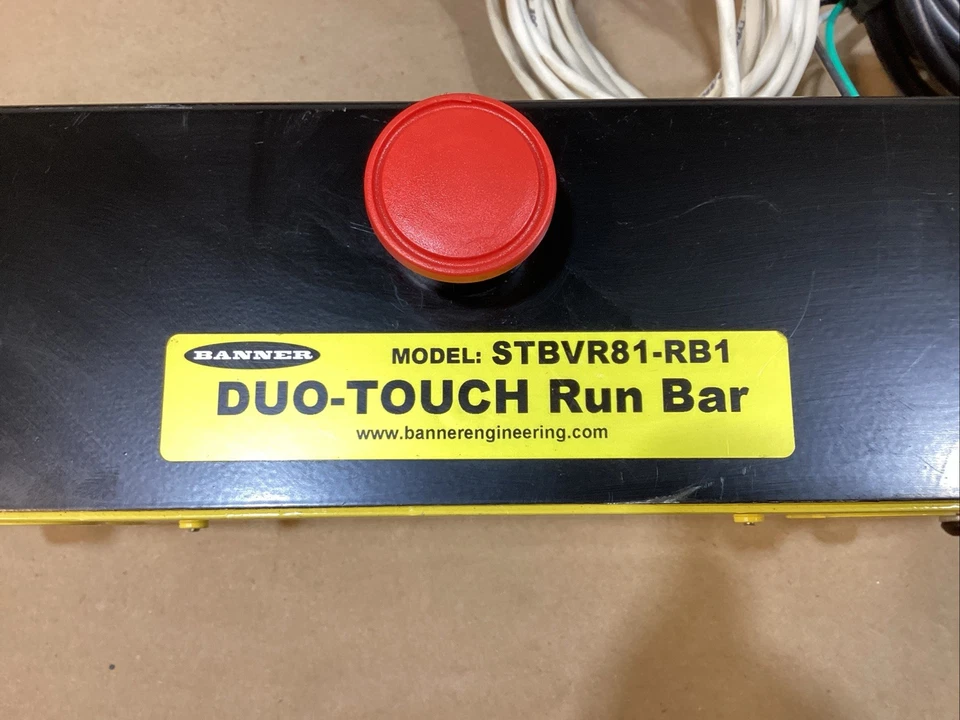 BANNER MODEL: STBVR81-RB1
DUO-TOUCH Run Bar
www.bannerengineering.com